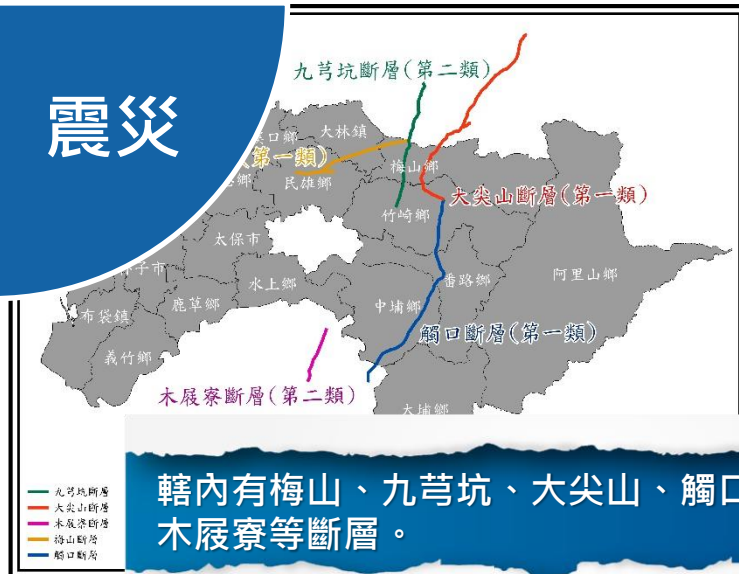 震災
九芎坑斷層(第二類)
大林鎮
口鄉
(第一類)
梅山鄉
民雄鄉
鄉
大尖山斷層(第一類)
竹崎鄉
太保市
子市
水上鄉
番路鄉
阿里山鄉
鹿草鄉
中埔鄉
布袋鎮
觸口斷層(第一類)
義竹鄉
木屐寮斷層(第二類)
大埔鄉
九芎坑斷層
大尖山斷層
木屐寮斷層
梅山斷層
觸口斷層
轄內有梅山、九芎坑、大尖山、觸口
木屐寮等斷層。